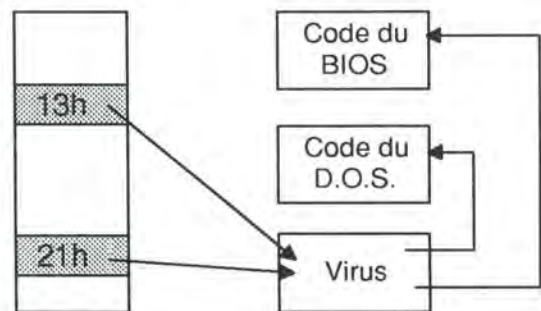 Code du
BIOS
13h
Code du
D.O.S.
21h
Virus